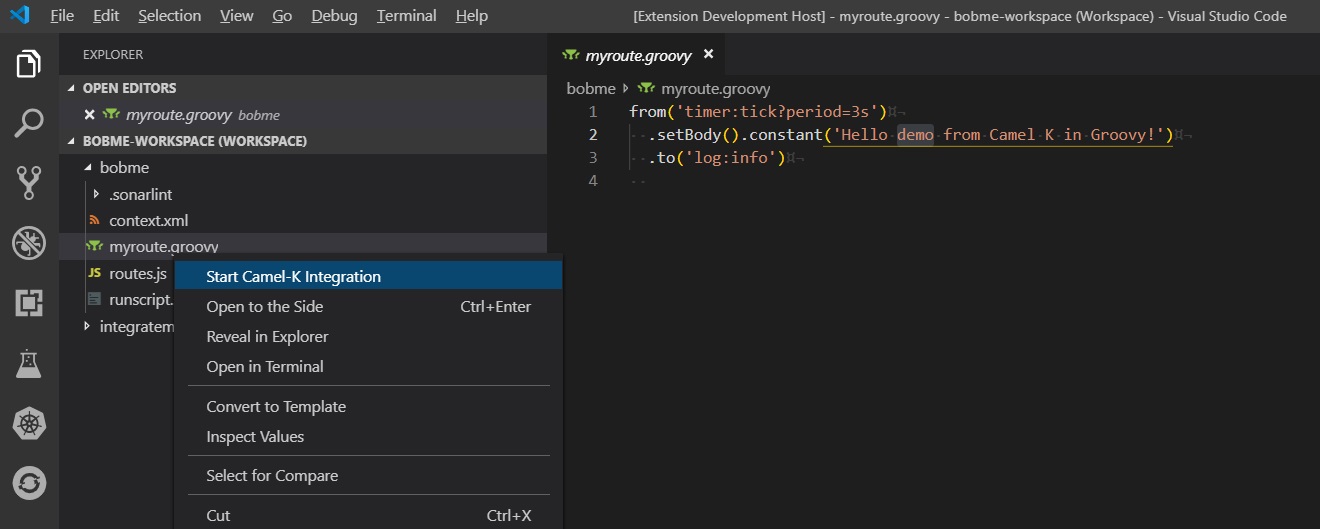 File Edit Selection View Go Debug Terminal Help [Extension Development Host] - myroute.groovy - bobme-workspace (Workspace) - Visual Studio Code
EXPLORER
OPEN EDITORS
myroute.groovy bobme
BOBME-WORKSPACE (WORKSPACE)
bobme
.sonarlint
context.xml
myroute.groovy
JS routes.js
runscript.
integratem
Start Camel-K Integration
Open to the Side Ctrl+Enter
Reveal in Explorer
Open in Terminal
Convert to Template
Inspect Values
Select for Compare
Cut Ctrl+X
myroute.groovy
bobme myroute.groovy
1 from('timer:tick?period=3s')
2 .setBody().constant('Hello demo from Camel K in Groovy!')
3 .to('log:info')
4